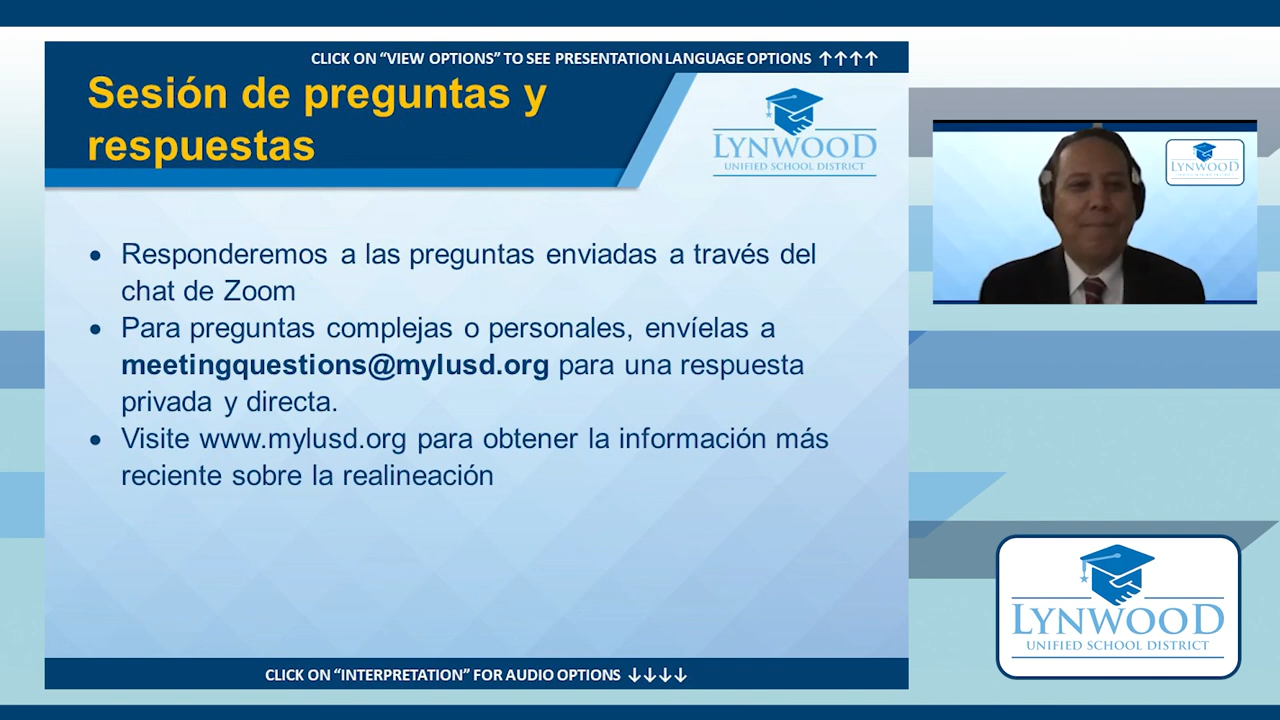 CLICK ON “VIEW OPTIONS” TO SEE PRESENTATION LANGUAGE OPTIONS ↑↑↑↑
Sesión de preguntas y
respuestas
LYNWOOD
UNIFIED SCHOOL DISTRICT
• Responderemos a las preguntas enviadas a través del
chat de Zoom
• Para preguntas complejas o personales, envíelas a
meetingquestions@mylusd.org para una respuesta
privada y directa.
• Visite www.mylusd.org para obtener la información más
reciente sobre la realineación
CLICK ON “INTERPRETATION” FOR AUDIO OPTIONS ↓↓↓↓
LYNWOOD
LYNWOOD
UNIFIED SCHOOL DISTRICT